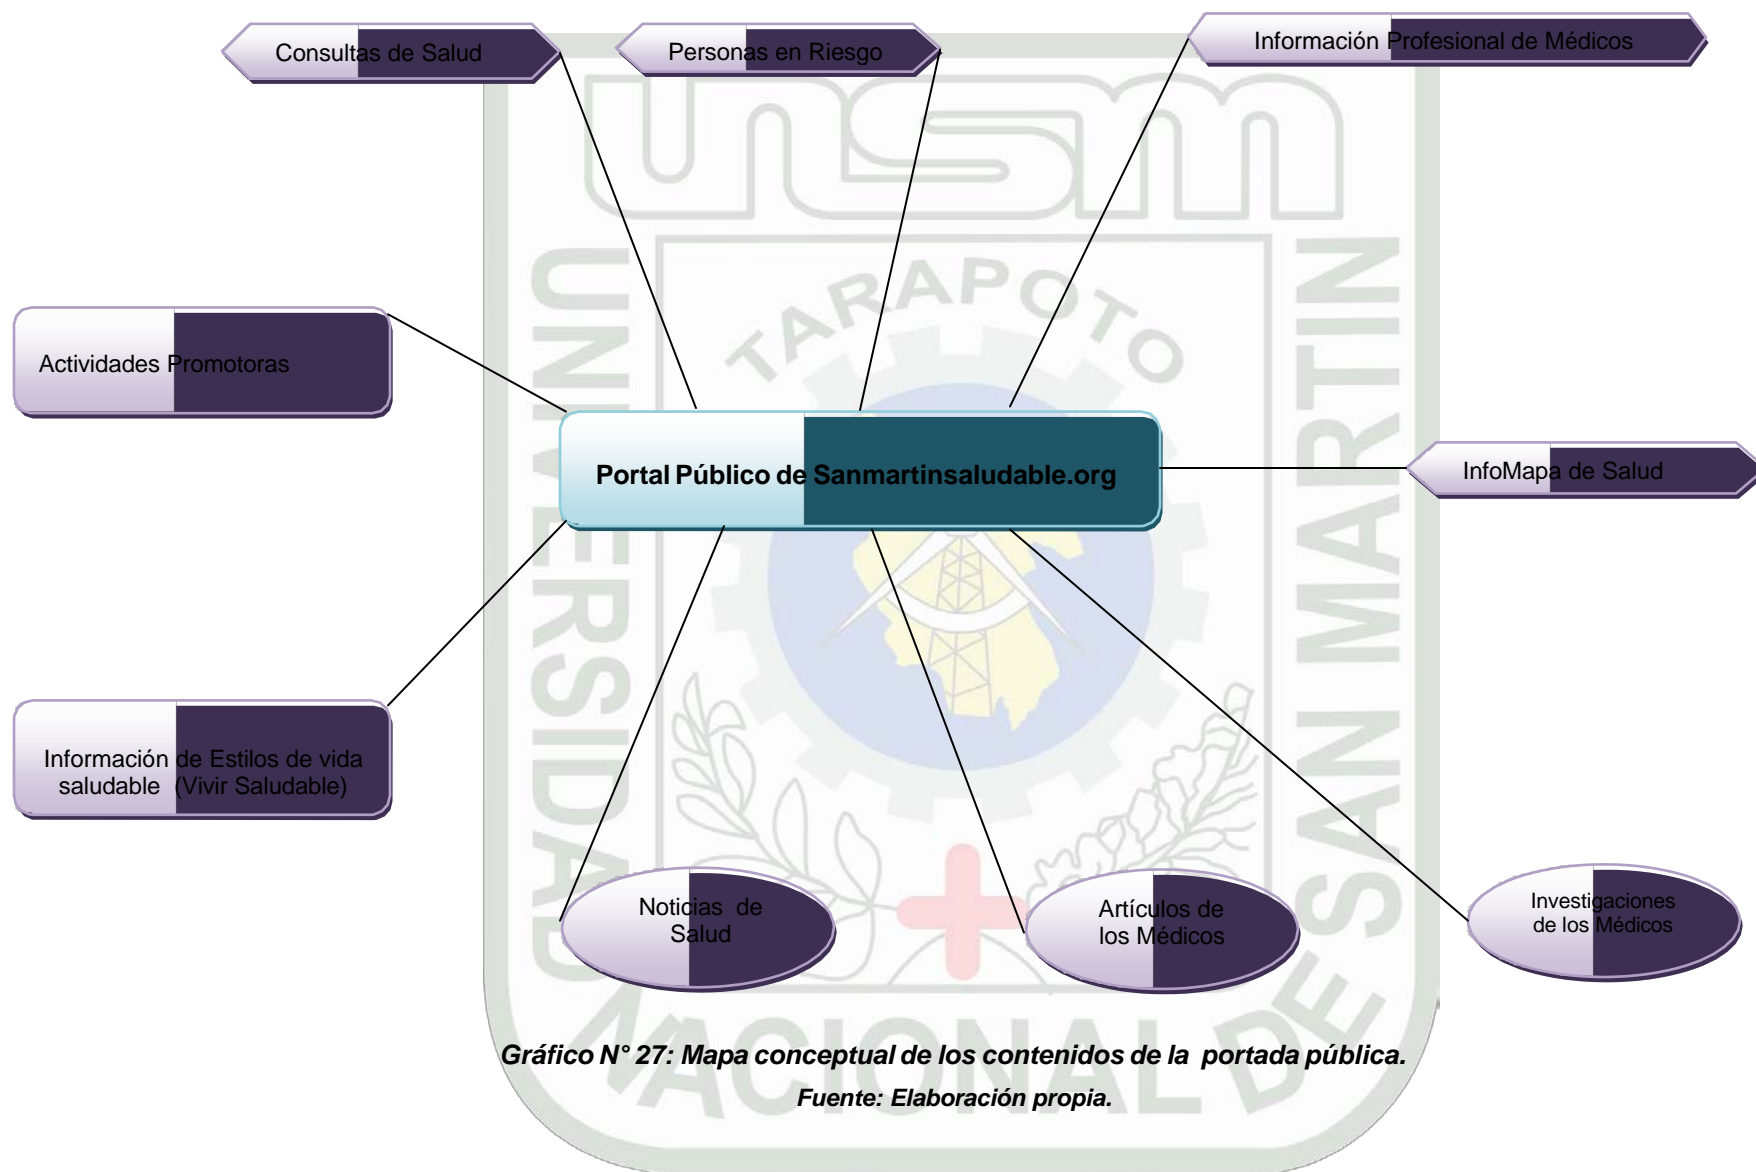 Consultas de Salud
Personas en Riesgo
Información Profesional de Médicos
unsm
TARAPOTO
UNIVERSIDAD NACIONAL DE SAN MARTIN
Actividades Promotoras
Portal Público de Sanmartinsaludable.org
InfoMapa de Salud
Información de Estilos de vida
saludable (Vivir Saludable)
Noticias de
Salud
Artículos de
los Médicos
Investigaciones
de los Médicos
Gráfico N° 27: Mapa conceptual de los contenidos de la portada pública.
Fuente: Elaboración propia.